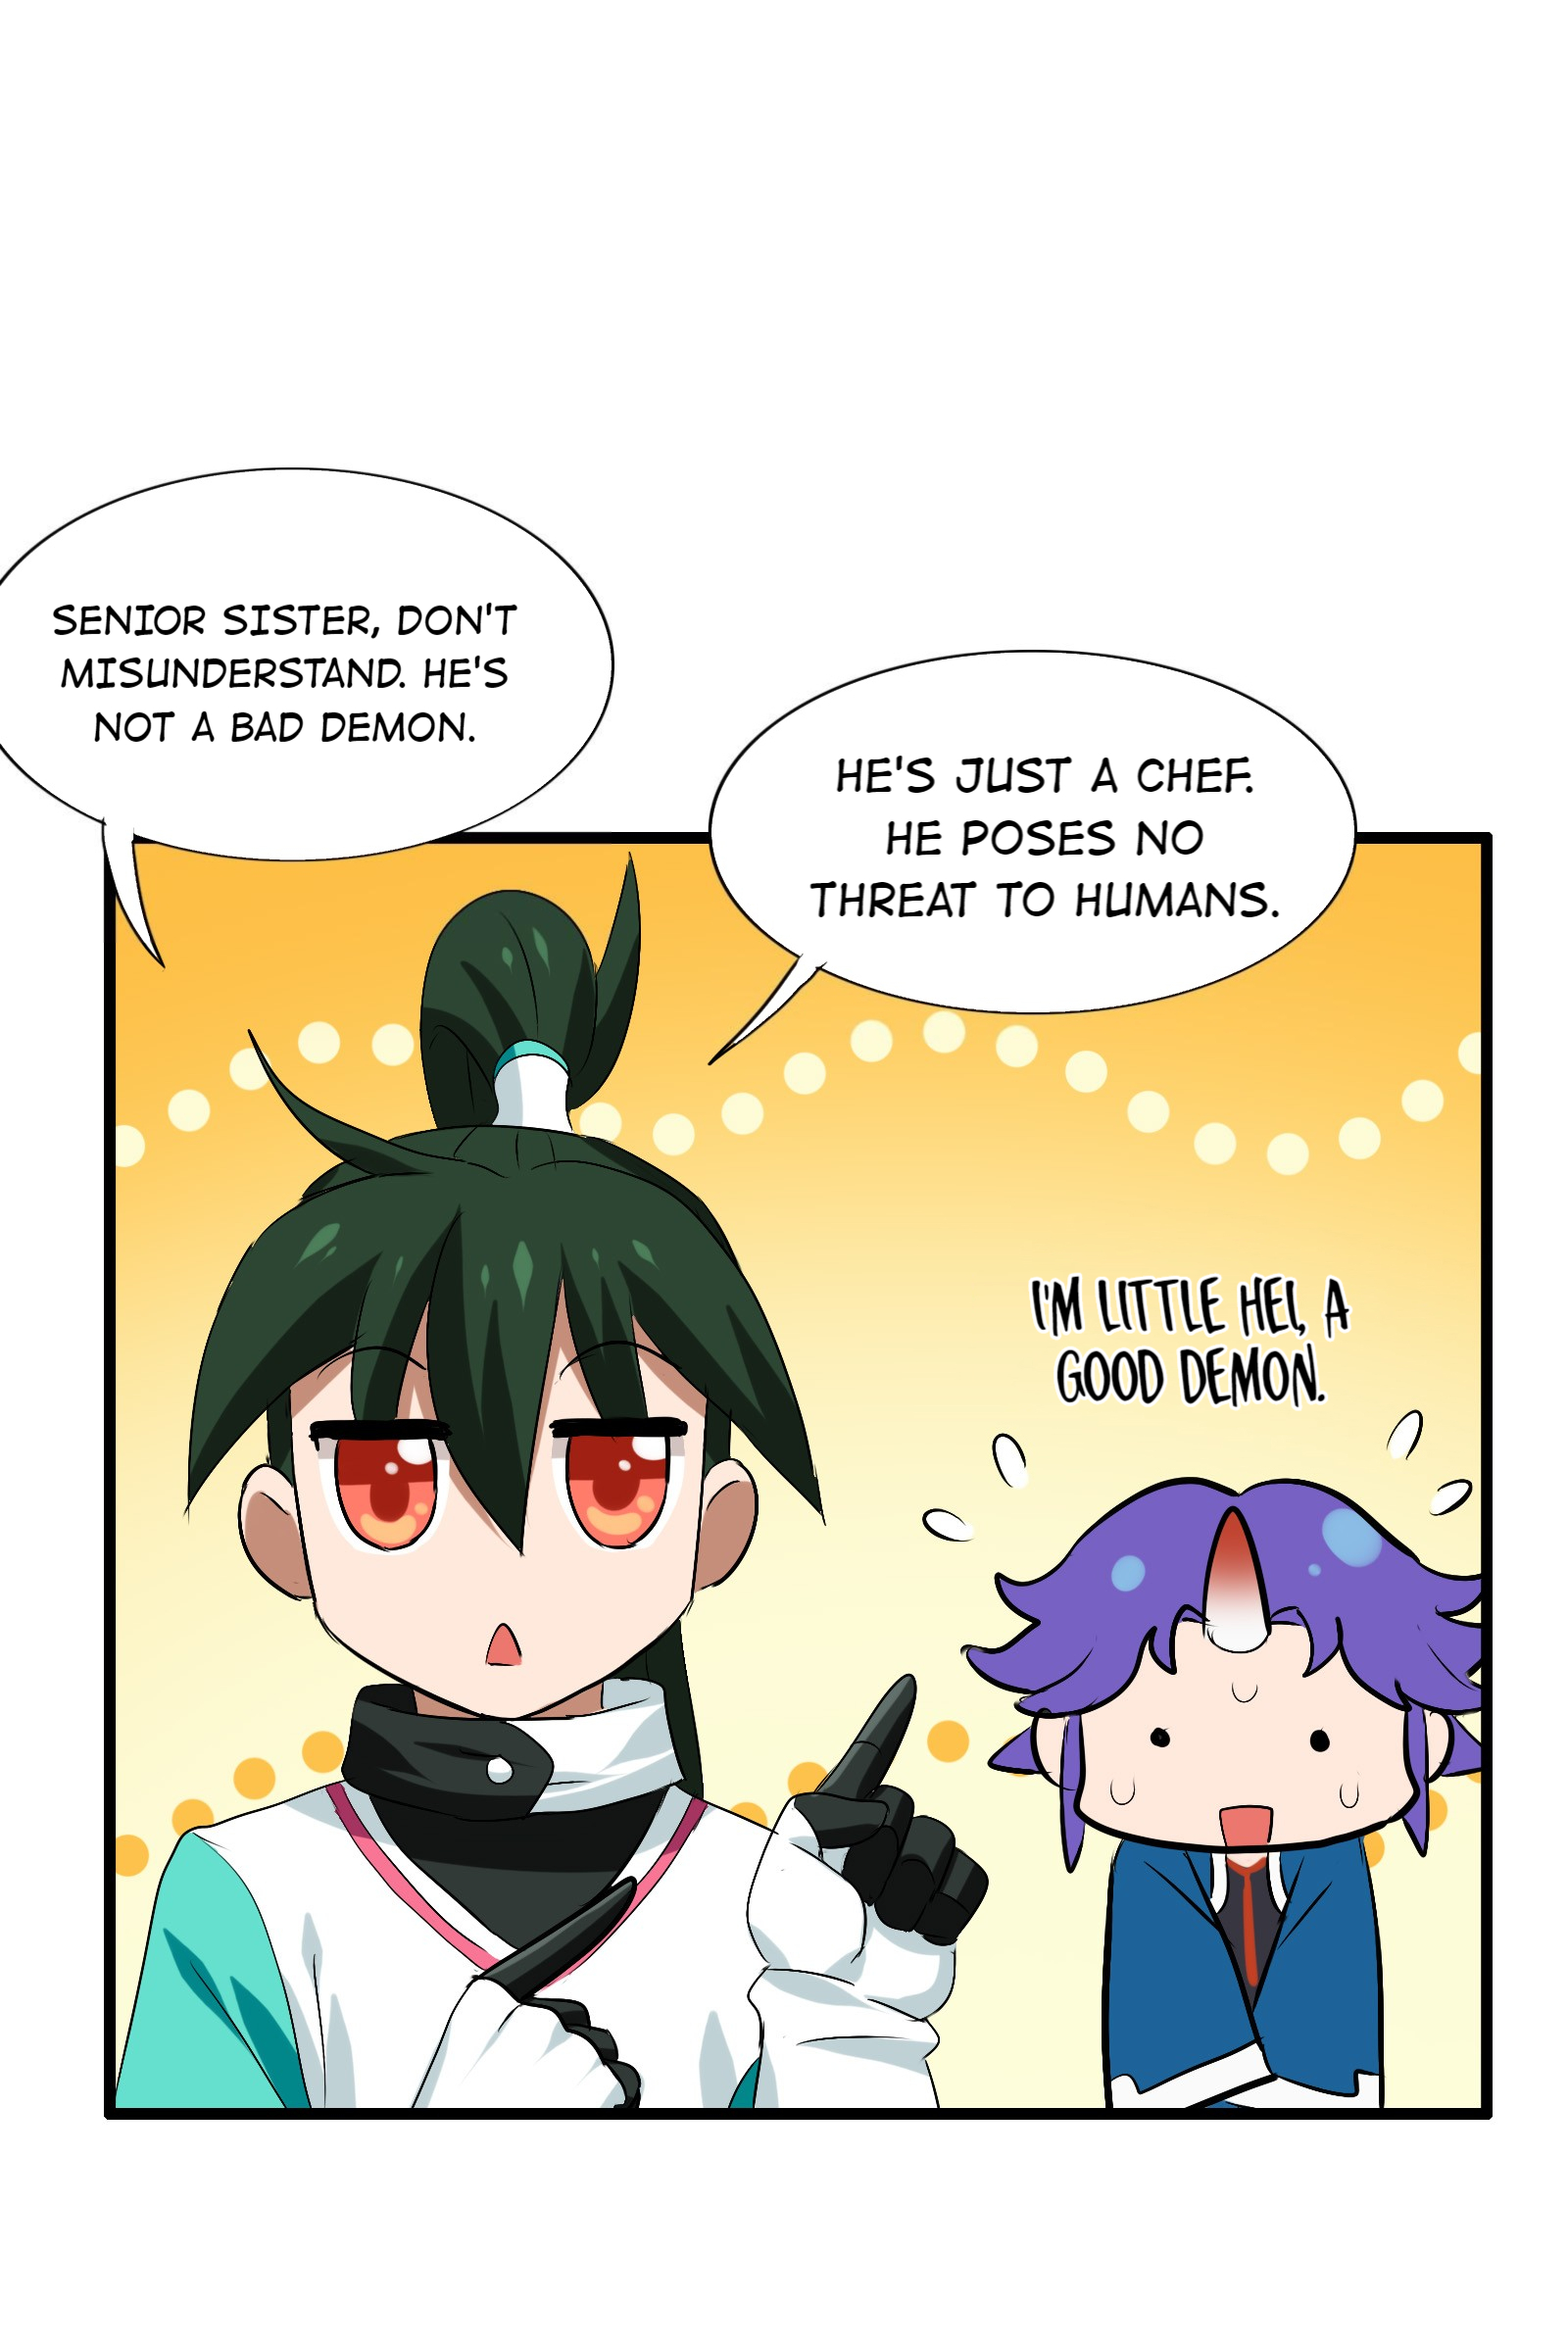 SENIOR SISTER, DON'T
MISUNDERSTAND. HE'S
NOT A BAD DEMON.
HE'S JUST A CHEF.
HE POSES NO
THREAT TO HUMANS.
I'M LITTLE HEI, A
GOOD DEMON.